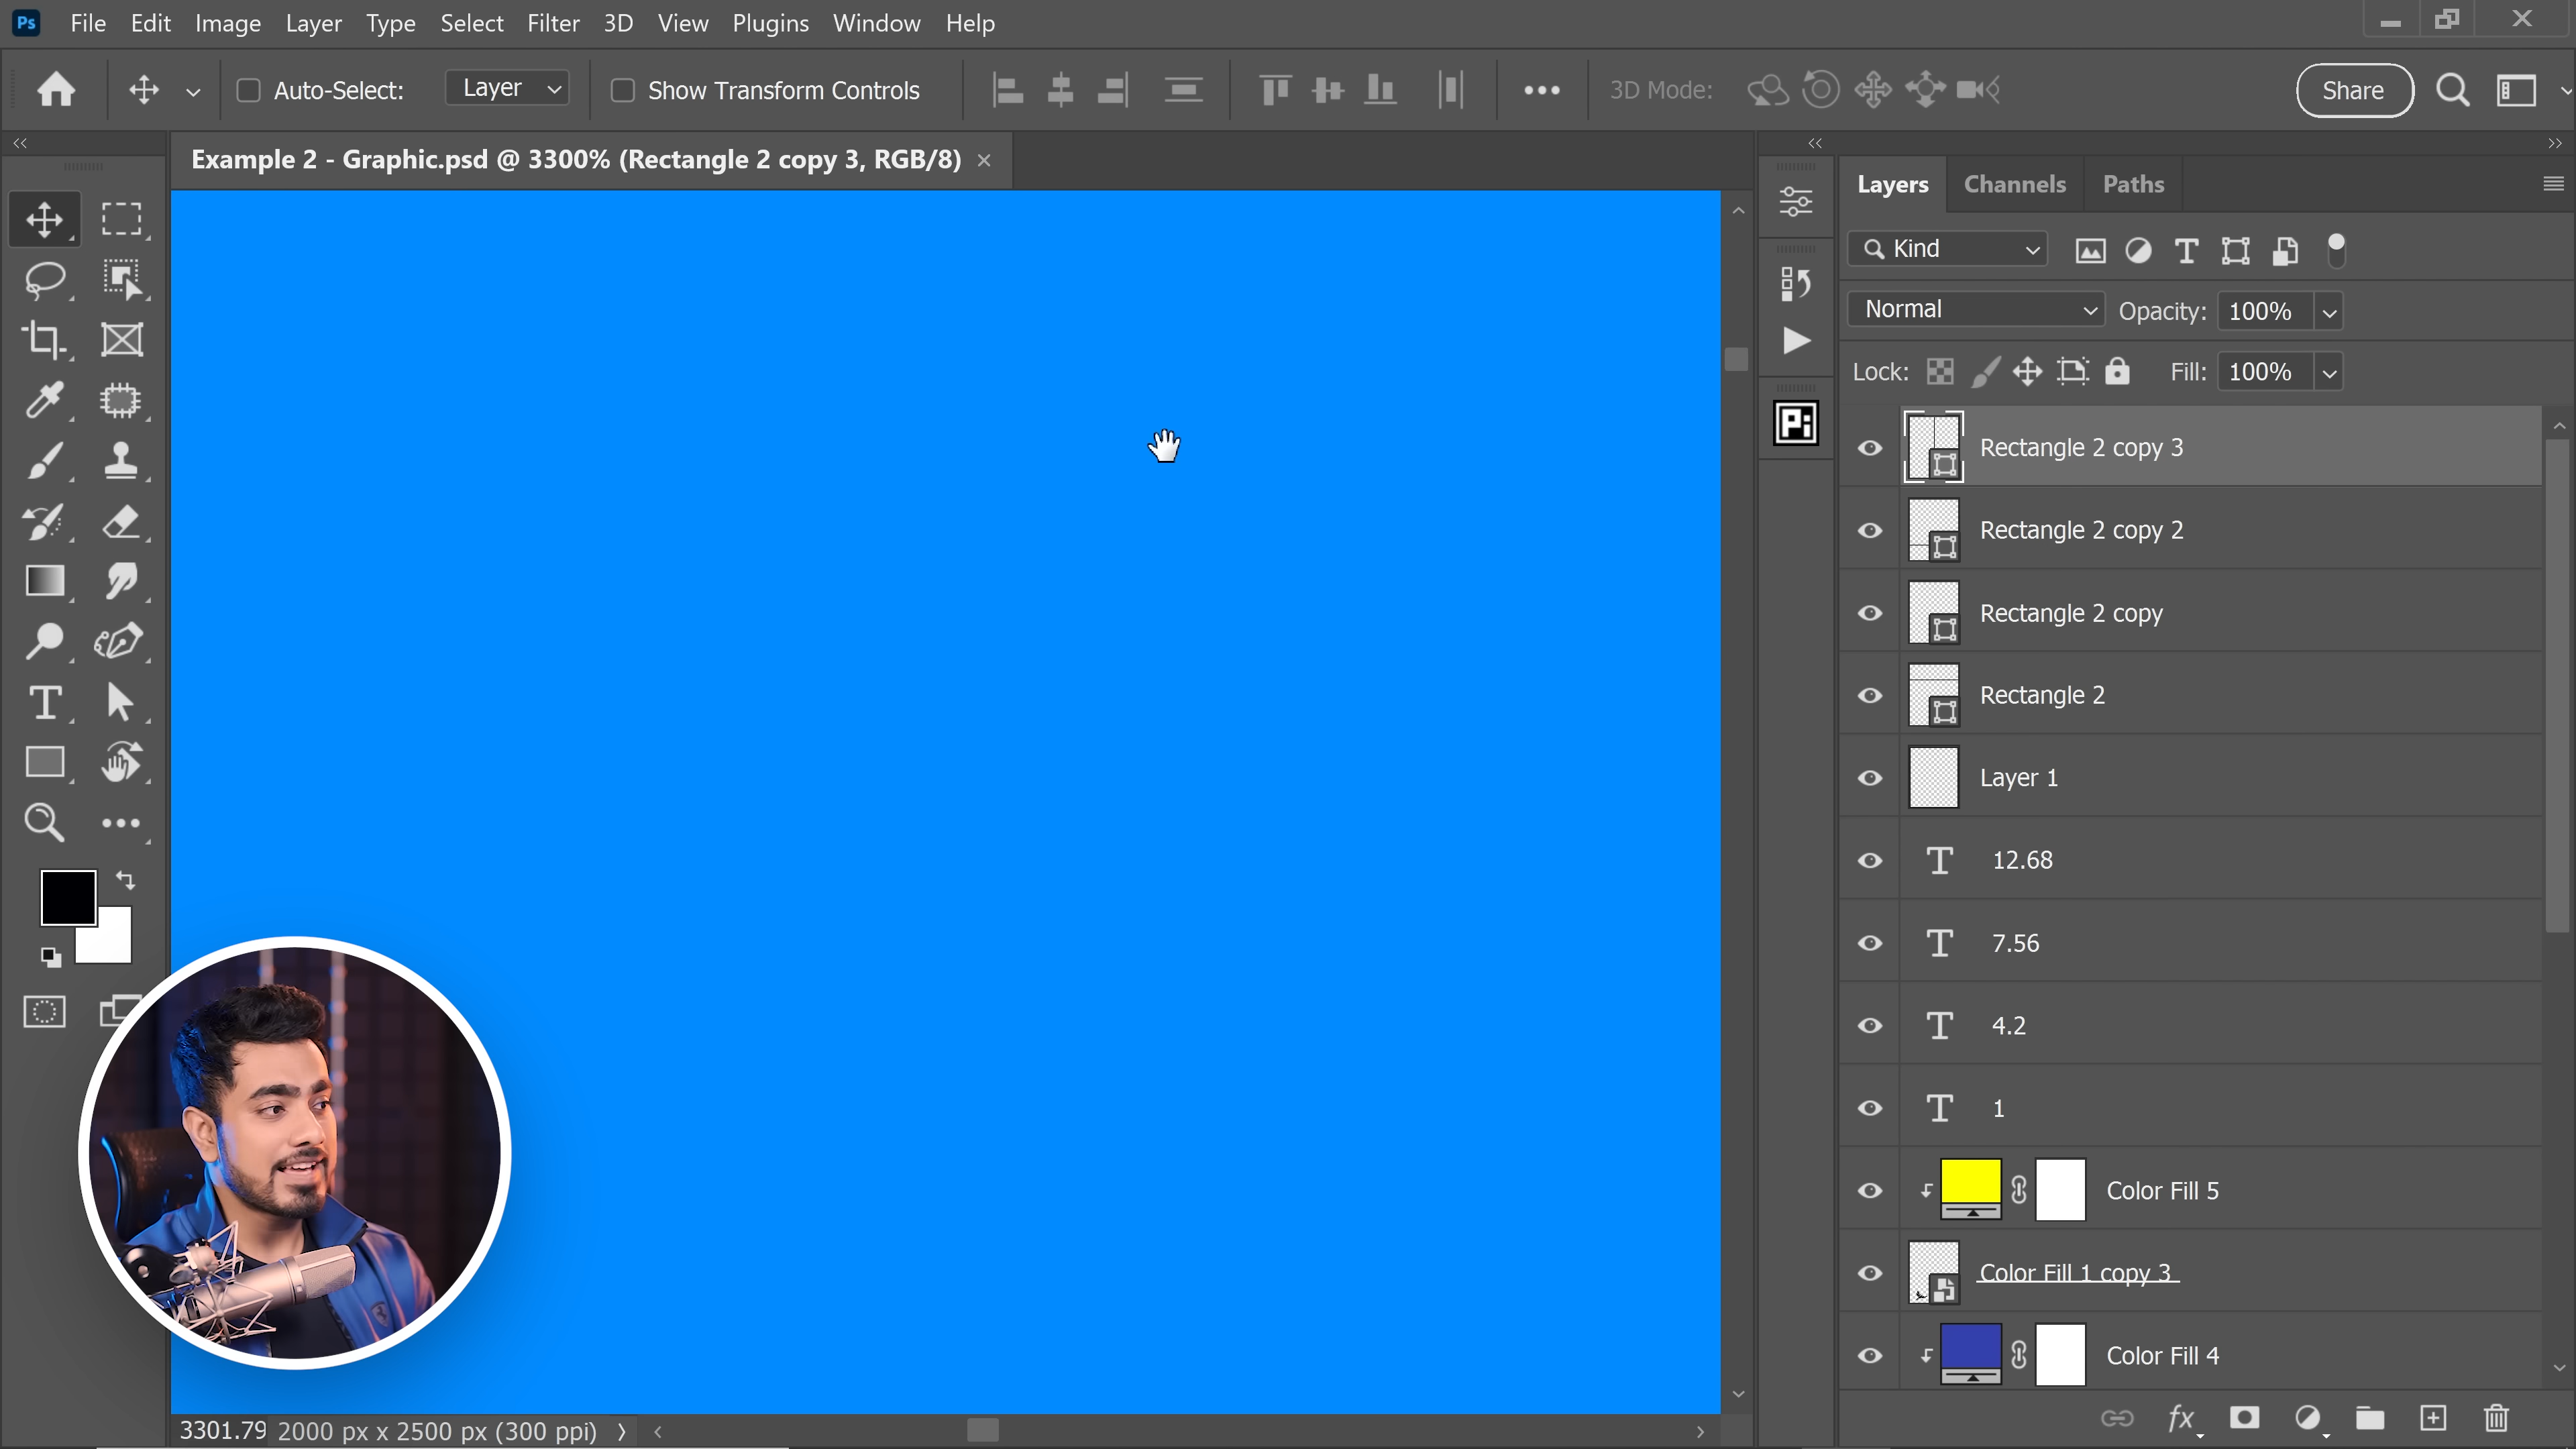 Ps File Edit Image Layer Type Select Filter 3D View Plugins Window Help
Auto-Select: Layer Show Transform Controls 3D Mode: Share
Example 2 - Graphic.psd @ 3300% (Rectangle 2 copy 3, RGB/8) ×
Layers Channels Paths
Kind
Normal Opacity: 100%
Lock: Fill: 100%
Pi
Rectangle 2 copy 3
Rectangle 2 copy 2
Rectangle 2 copy
Rectangle 2
Layer 1
T 12.68
T 7.56
T 4.2
T 1
Color Fill 5
Color Fill 1 copy 3
Color Fill 4
fx
3301.79 2000 px x 2500 px (300 ppi)